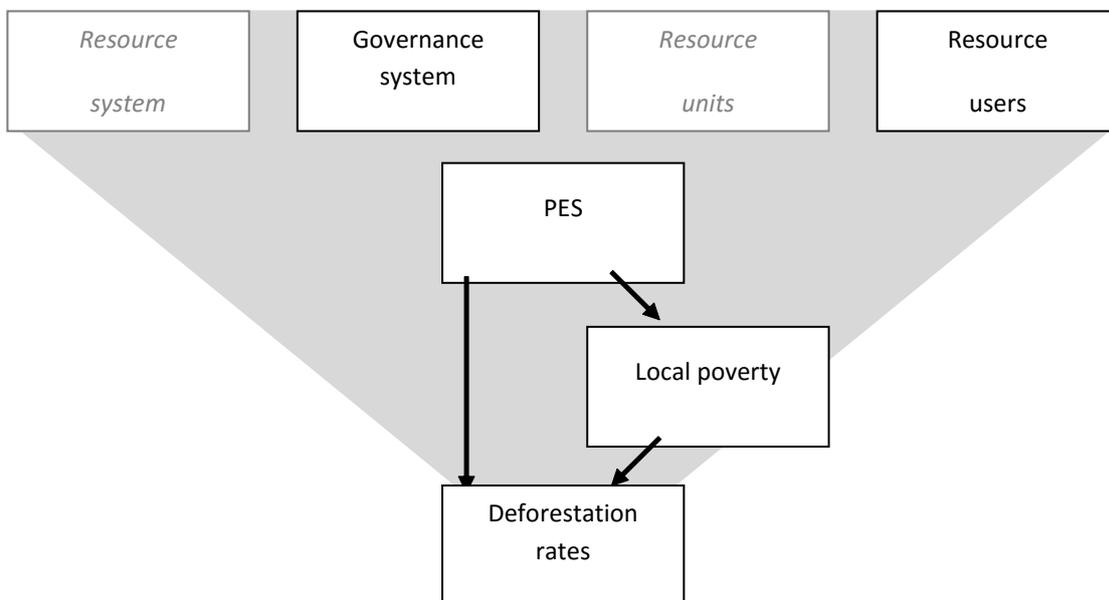 Resource
system
Governance
system
Resource
units
Resource
users
PES
Local poverty
Deforestation
rates